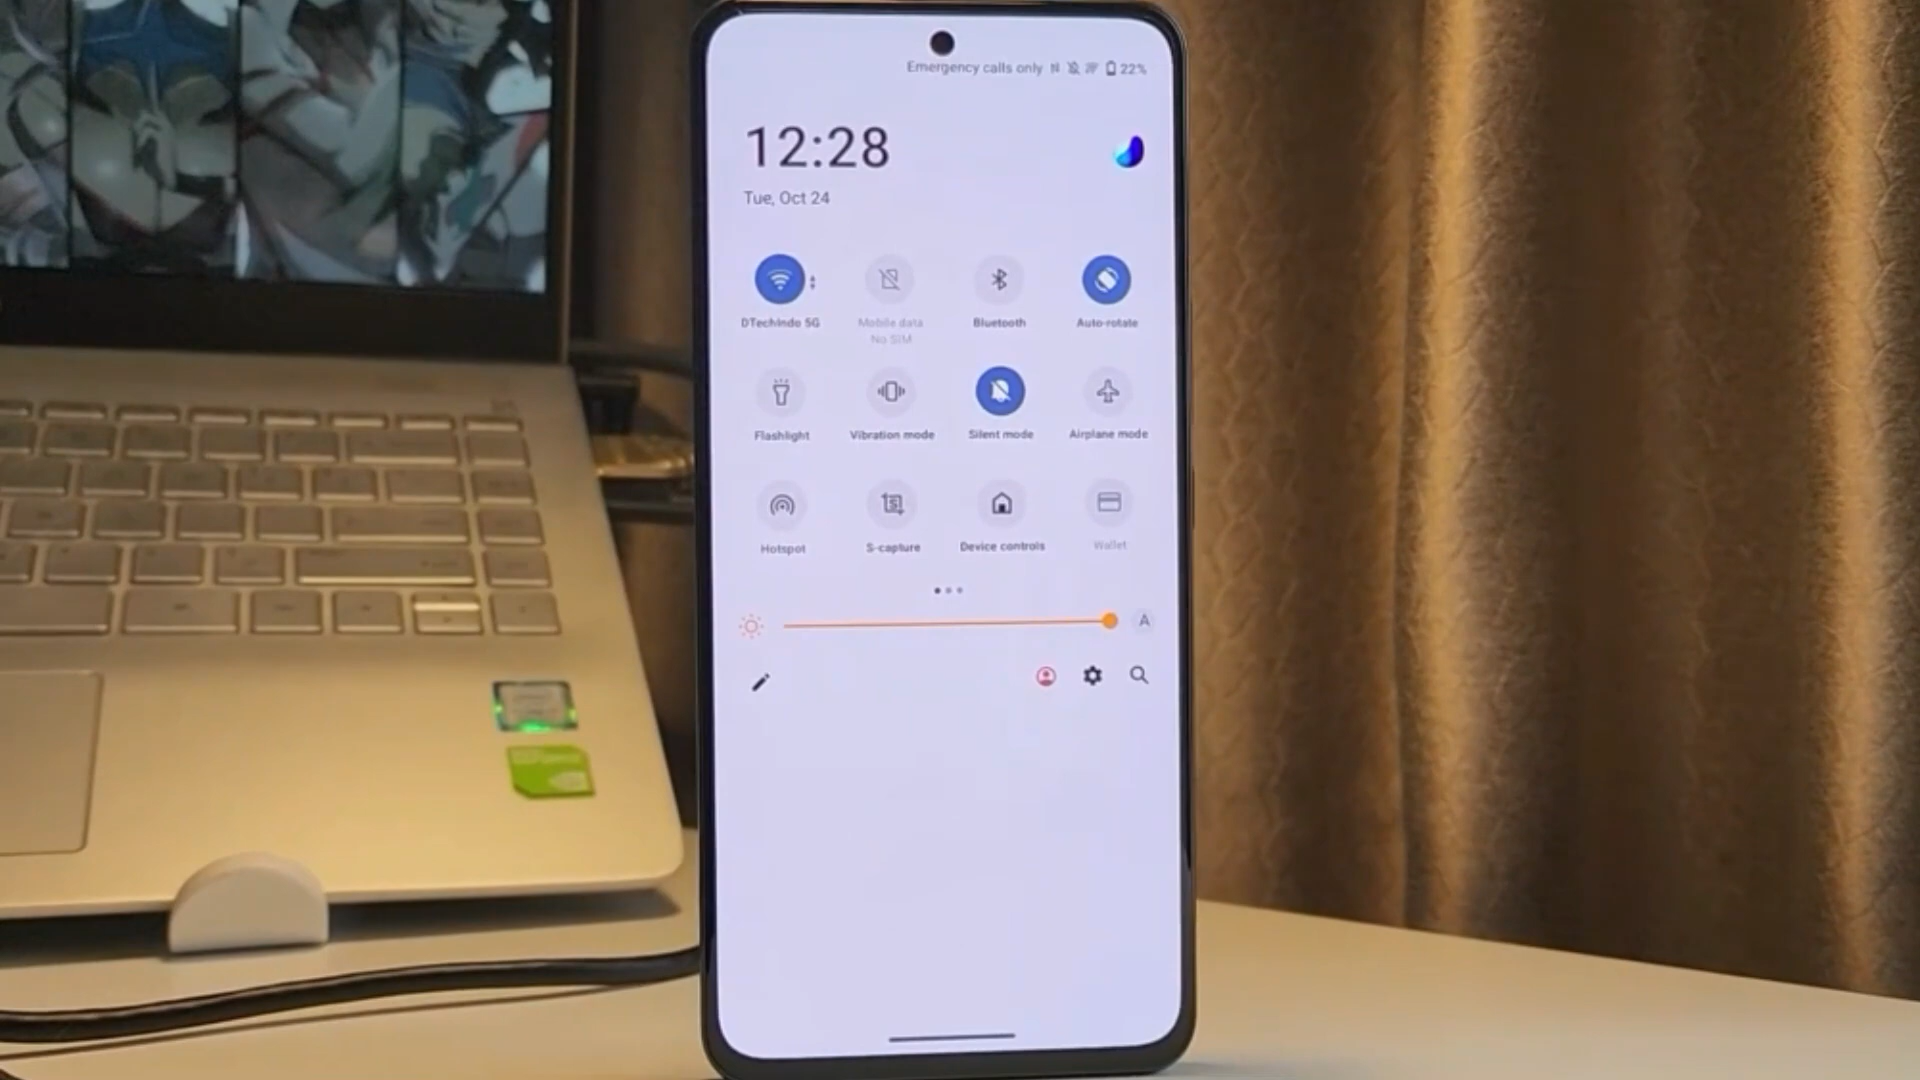 Emergency calls only 22%
12:28
Tue, Oct 24
DTechIndo 5G Mobile data Bluetooth Auto-rotate
No SIM
Flashlight Vibration mode Silent mode Airplane mode
Hotspot S-capture Device controls Wallet
A